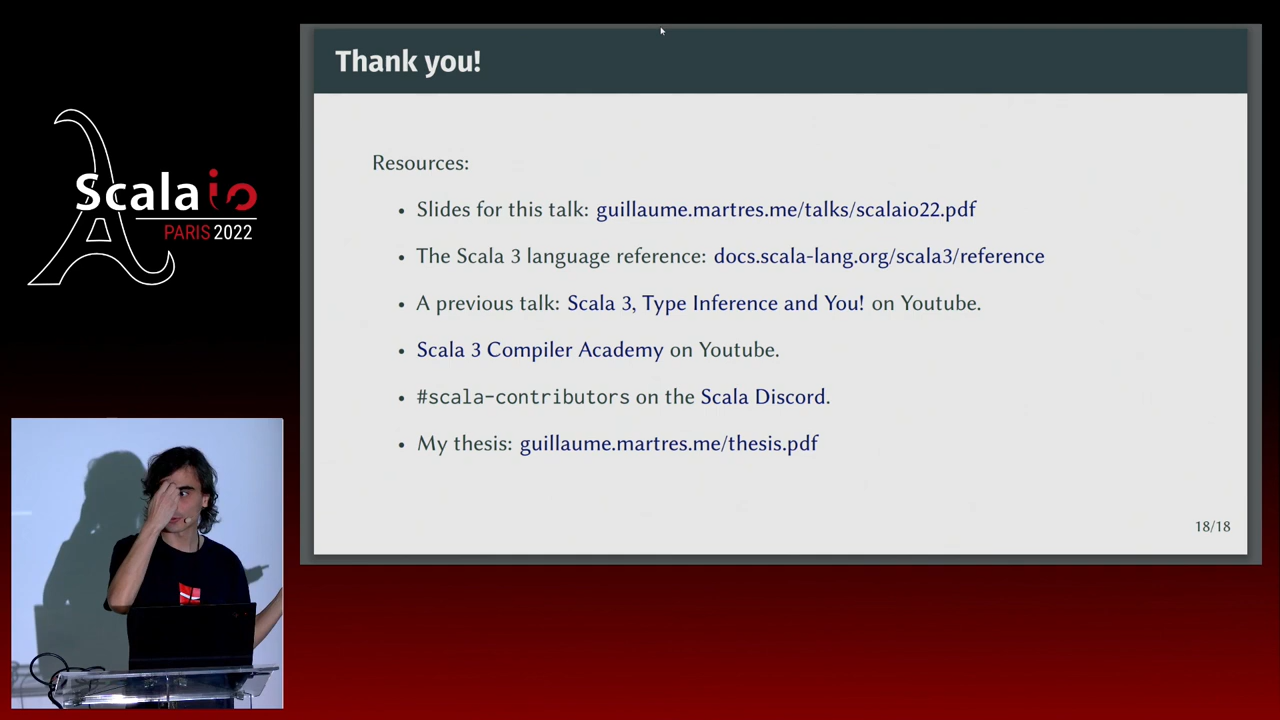 Scala io
PARIS 2022
Thank you!
Resources:
• Slides for this talk: guillaume.martres.me/talks/scalaio22.pdf
• The Scala 3 language reference: docs.scala-lang.org/scala3/reference
• A previous talk: Scala 3, Type Inference and You! on Youtube.
• Scala 3 Compiler Academy on Youtube.
• #scala-contributors on the Scala Discord.
• My thesis: guillaume.martres.me/thesis.pdf
18/18